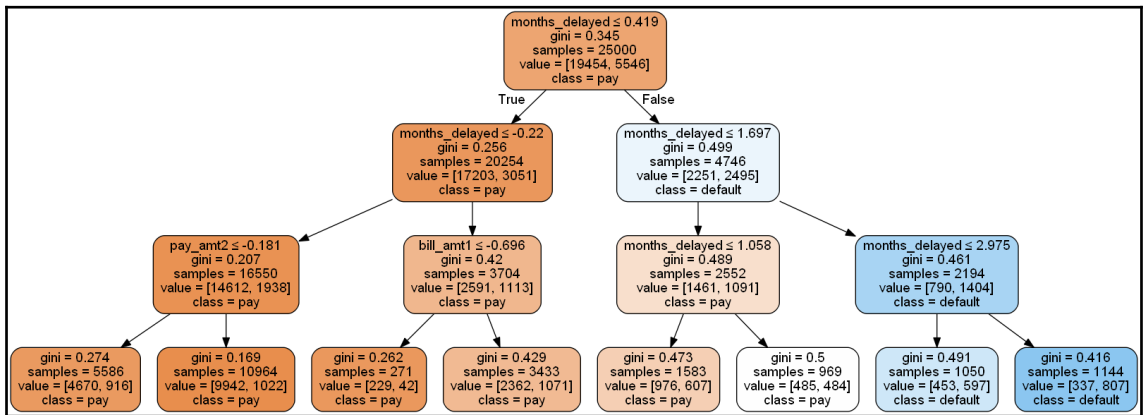 months_delayed ≤ 0.419
gini = 0.345
samples = 25000
value = [19454, 5546]
class = pay
True
False
months_delayed ≤ -0.22
gini = 0.256
samples = 20254
value = [17203, 3051]
class = pay
months_delayed ≤ 1.697
gini = 0.499
samples = 4746
value = [2251, 2495]
class = default
pay_amt2 ≤ -0.181
gini = 0.207
samples = 16550
value = [14612, 1938]
class = pay
bill_amt1 ≤ -0.696
gini = 0.42
samples = 3704
value = [2591, 1113]
class = pay
months_delayed ≤ 1.058
gini = 0.489
samples = 2552
value = [1461, 1091]
class = pay
months_delayed ≤ 2.975
gini = 0.461
samples = 2194
value = [790, 1404]
class = default
gini = 0.274
samples = 5586
value = [4670, 916]
class = pay
gini = 0.169
samples = 10964
value = [9942, 1022]
class = pay
gini = 0.262
samples = 271
value = [229, 42]
class = pay
gini = 0.429
samples = 3433
value = [2362, 1071]
class = pay
gini = 0.473
samples = 1583
value = [976, 607]
class = pay
gini = 0.5
samples = 969
value = [485, 484]
class = pay
gini = 0.491
samples = 1050
value = [453, 597]
class = default
gini = 0.416
samples = 1144
value = [337, 807]
class = default